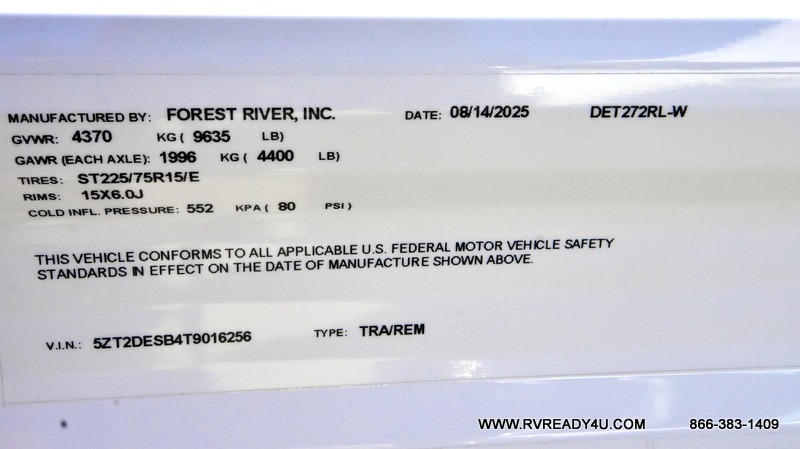 MANUFACTURED BY: FOREST RIVER, INC. DATE: 08/14/2025 DET272RL-W
GVWR: 4370 KG ( 9635 LB)
GAWR (EACH AXLE): 1996 KG ( 4400 LB)
TIRES: ST225/75R15/E
RIMS: 15X6.0J
COLD INFL. PRESSURE: 552 KPA ( 80 PSI )
THIS VEHICLE CONFORMS TO ALL APPLICABLE U.S. FEDERAL MOTOR VEHICLE SAFETY
STANDARDS IN EFFECT ON THE DATE OF MANUFACTURE SHOWN ABOVE.
V.I.N.: 5ZT2DESB4T9016256 TYPE: TRA/REM
WWW.RVREADY4U.COM 866-383-1409